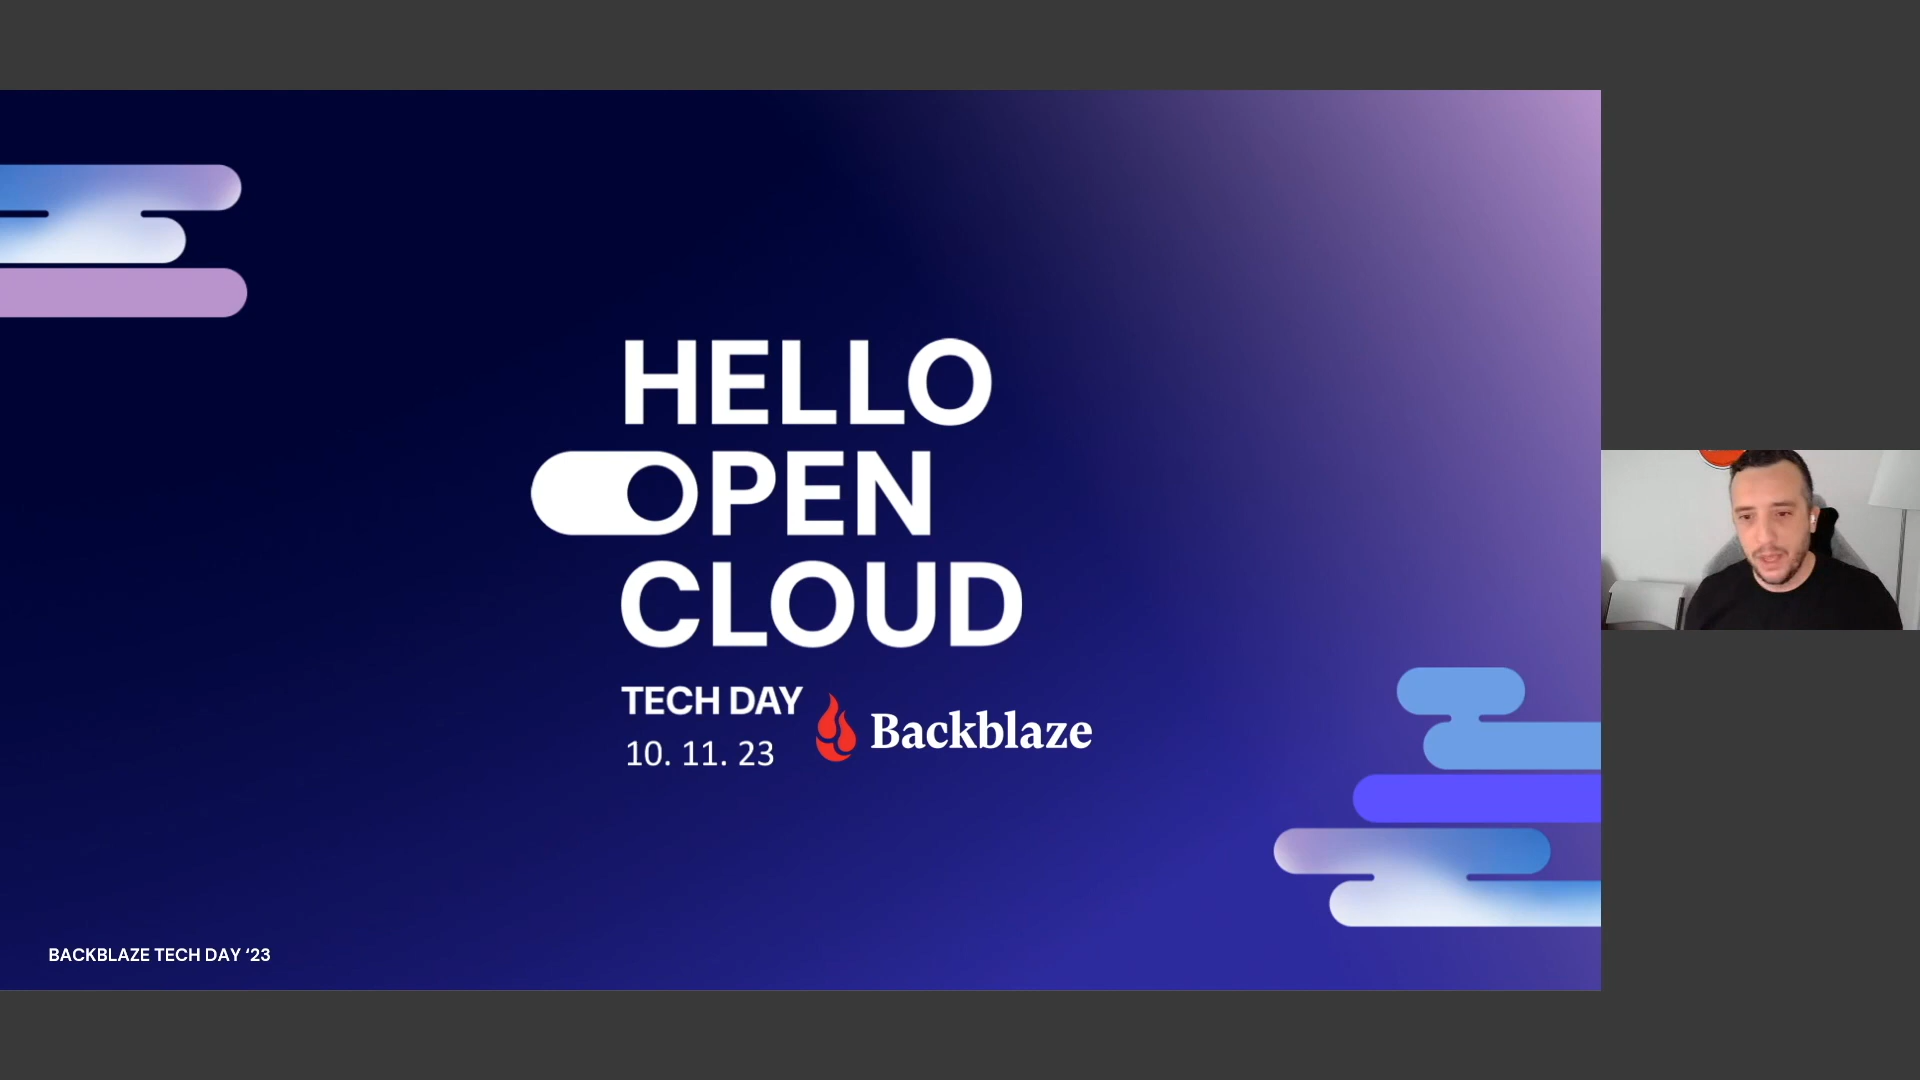 HELLO
OPEN
CLOUD
TECH DAY
10. 11. 23
Backblaze
BACKBLAZE TECH DAY ‘23